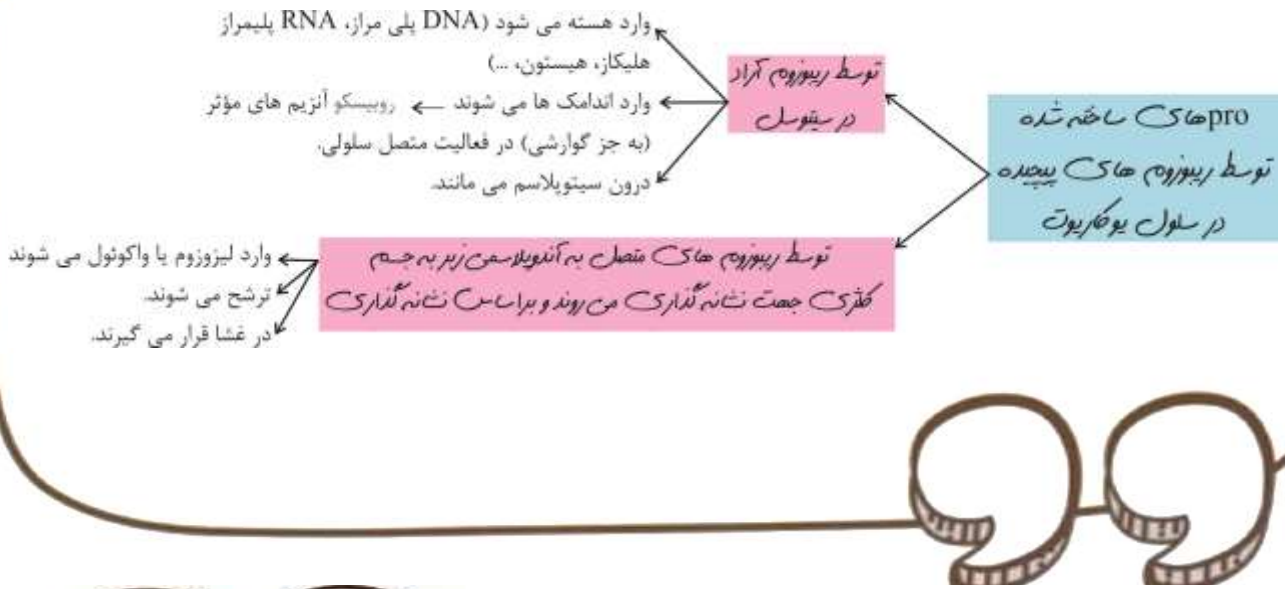 proهای ساخته شده
توسط ریبوزوم های پیچیده
در سلول یوکاریوت
توسط ریبوزوم آزاد
در سیتوسل
وارد هسته می شود (DNA پلی مراز، RNA پلیمراز
هلیکاز، هیستون، ...)
وارد اندامک ها می شوند ← روبیسکو آنزیم های مؤثر
(به جز گوارشی) در فعالیت متصل سلولی.
درون سیتوپلاسم می مانند.
توسط ریبوزوم های متصل به آندوپلاسمی زبر به جسم
گلژی جهت نشانه گذاری می روند و براساس نشانه گذاری
وارد لیزوزوم یا واکوئول می شوند
ترشح می شوند.
در غشا قرار می گیرند.